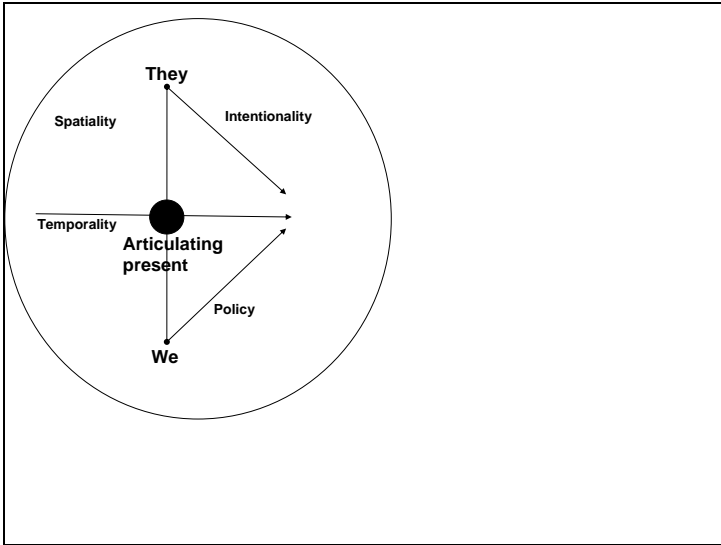 They
Intentionality
Spatiality
Temporality
Articulating
present
Policy
We